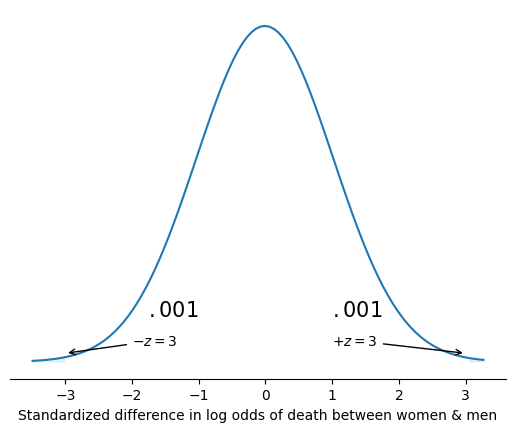 .001 .001
−z = 3 +z = 3
−3 −2 −1 0 1 2 3
Standardized difference in log odds of death between women & men